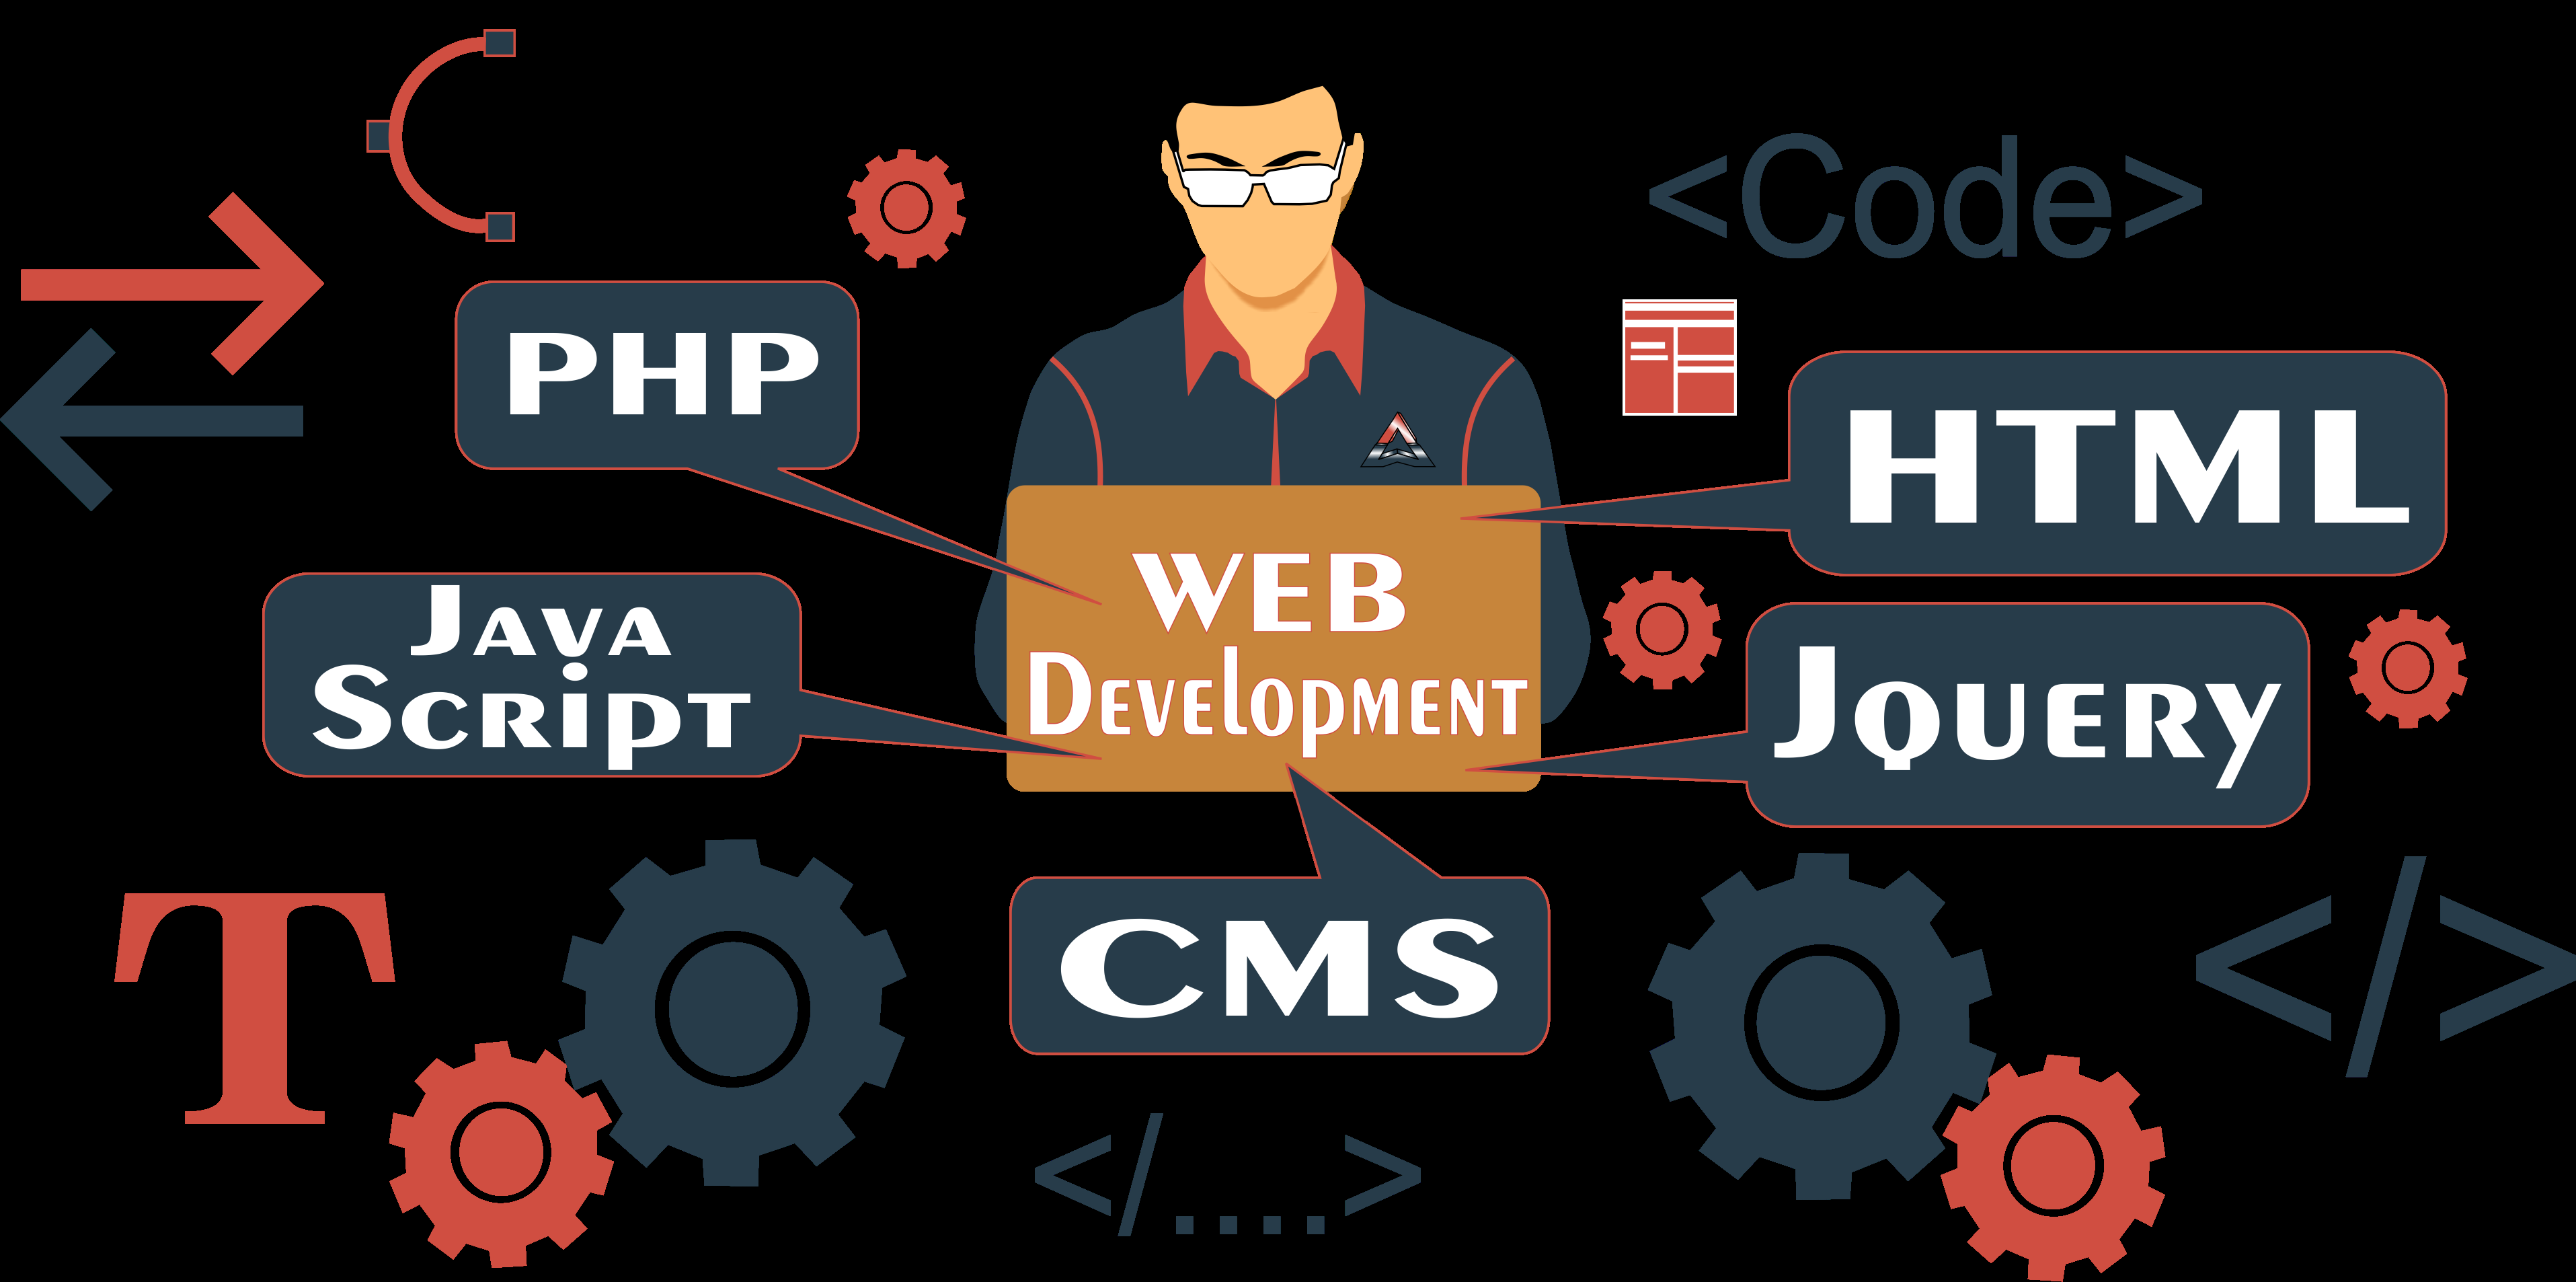 <Code>
PHP
HTML
JAVA
SCRiPT
WEB
DEVElOPMENT
JQUERy
CMS
T
</>
</....>